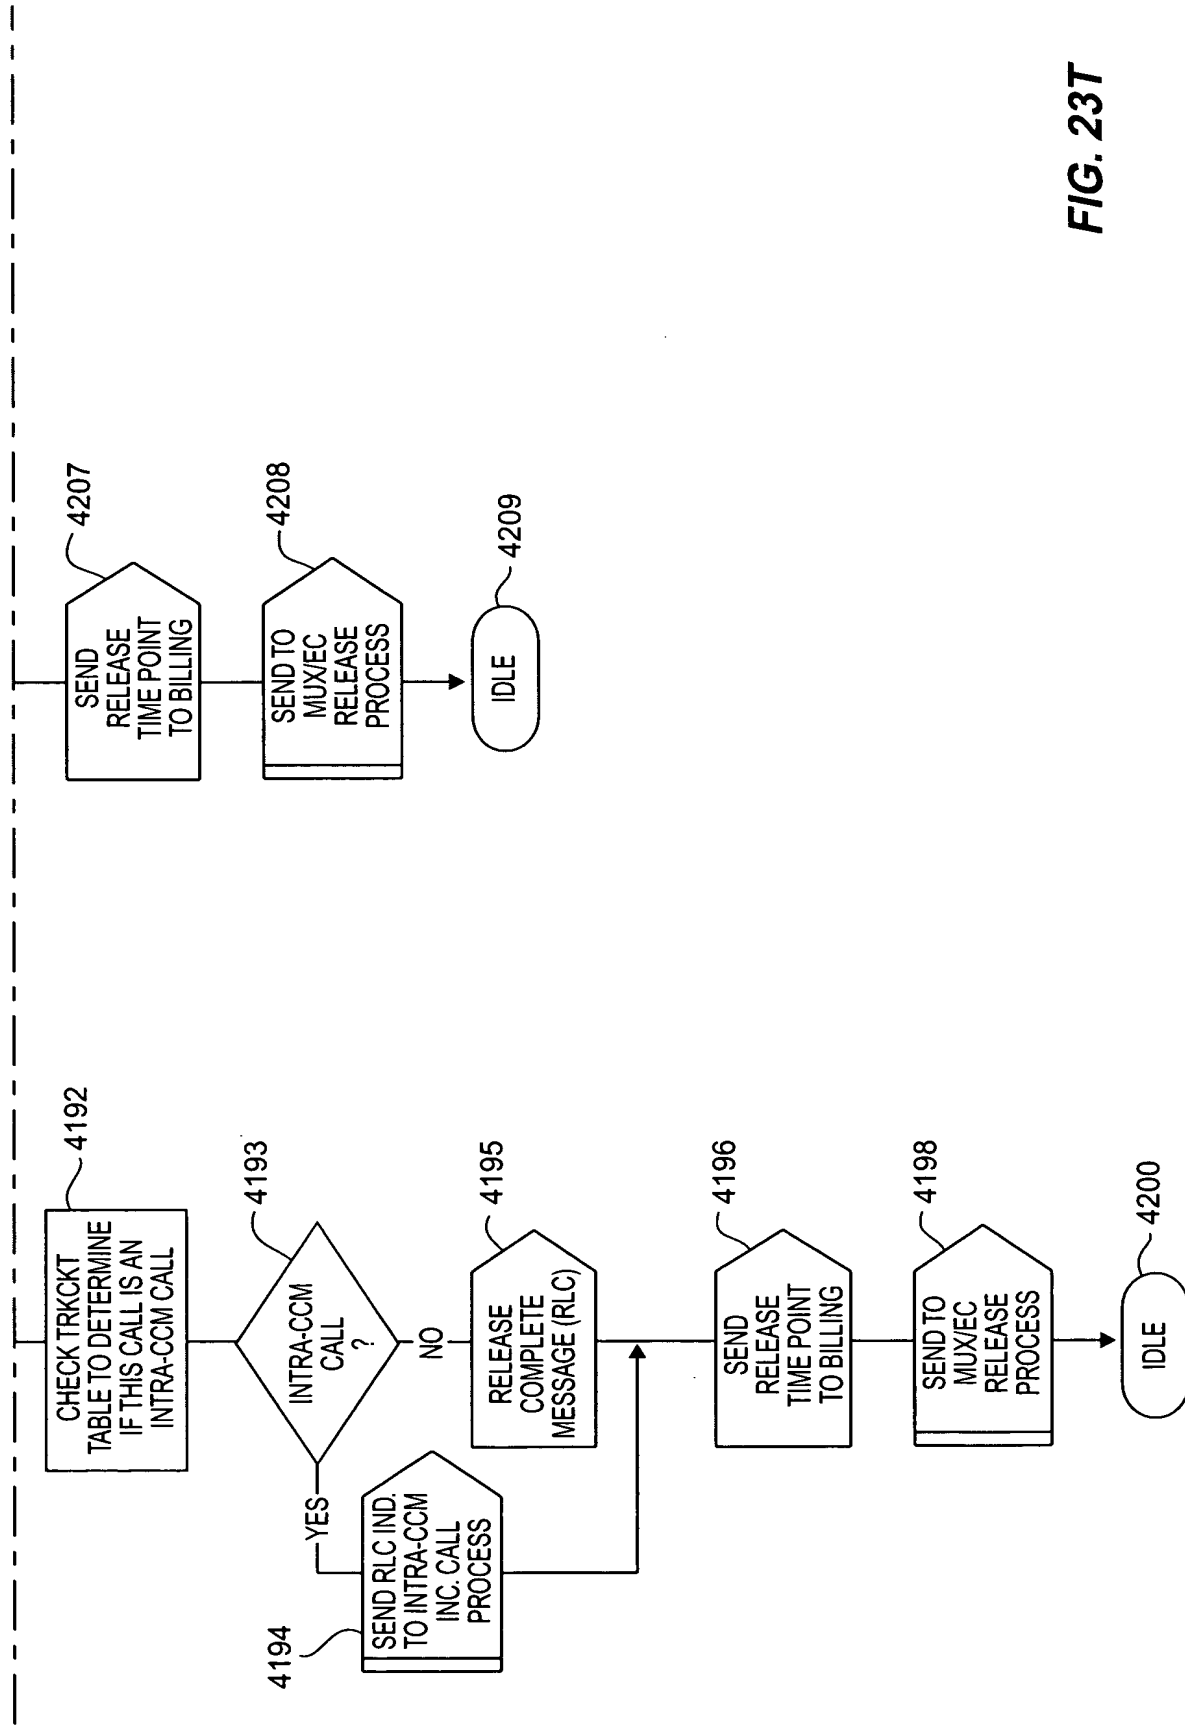 CHECK TRKCKT
TABLE TO DETERMINE
IF THIS CALL IS AN
INTRA-CCM CALL
4192
INTRA-CCM
CALL
?
4193
YES
NO
SEND RLC IND.
TO INTRA-CCM
INC. CALL
PROCESS
4194
RELEASE
COMPLETE
MESSAGE (RLC)
4195
SEND
RELEASE
TIME POINT
TO BILLING
4196
SEND TO
MUX/EC
RELEASE
PROCESS
4198
IDLE
4200
SEND
RELEASE
TIME POINT
TO BILLING
4207
SEND TO
MUX/EC
RELEASE
PROCESS
4208
IDLE
4209
FIG. 23T